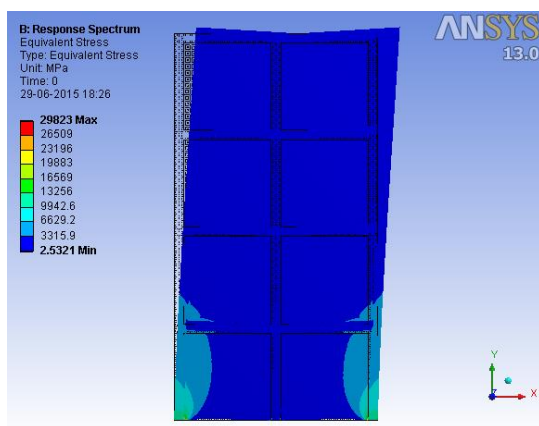 B: Response Spectrum
Equivalent Stress
Type: Equivalent Stress
Unit: MPa
Time: 0
29-06-2015 18:26
29823 Max
26509
23196
19883
16569
13256
9942.6
6629.2
3315.9
2.5321 Min
ANSYS
13.0
Y
Z
X